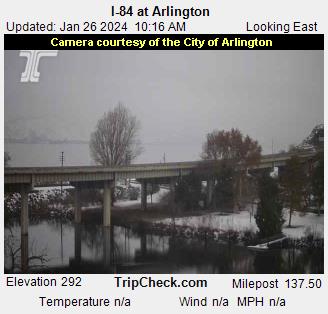 I-84 at Arlington
Updated: Jan 26 2024 10:16 AM Looking East
Camera courtesy of the City of Arlington
Elevation 292 TripCheck.com Milepost 137.50
Temperature n/a Wind n/a MPH n/a